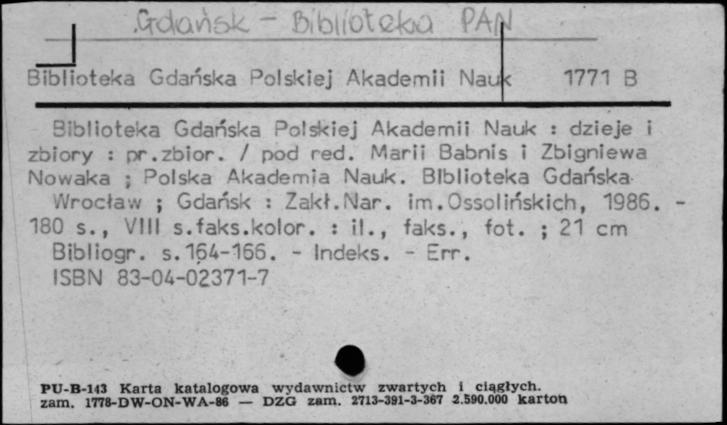 Gdańsk - Biblioteka PAN
Biblioteka Gdańska Polskiej Akademii Nauk 1771 B
Biblioteka Gdańska Polskiej Akademii Nauk : dzieje i
zbiory : pr.zbior. / pod red. Marii Babnis i Zbigniewa
Nowaka ; Polska Akademia Nauk. BIblioteka Gdańska
Wrocław ; Gdańsk : Zakł.Nar. im.Ossolińskich, 1986. -
180 s., VIII s.faks.kolor. : il., faks., fot. ; 21 cm
Bibliogr. s.164-166. - Indeks. - Err.
ISBN 83-04-02371-7
PU-B-143 Karta katalogowa wydawnictw zwartych i ciągłych.
zam. 1778-DW-ON-WA-86 — DZG zam. 2713-391-3-367 2.590.000 karton